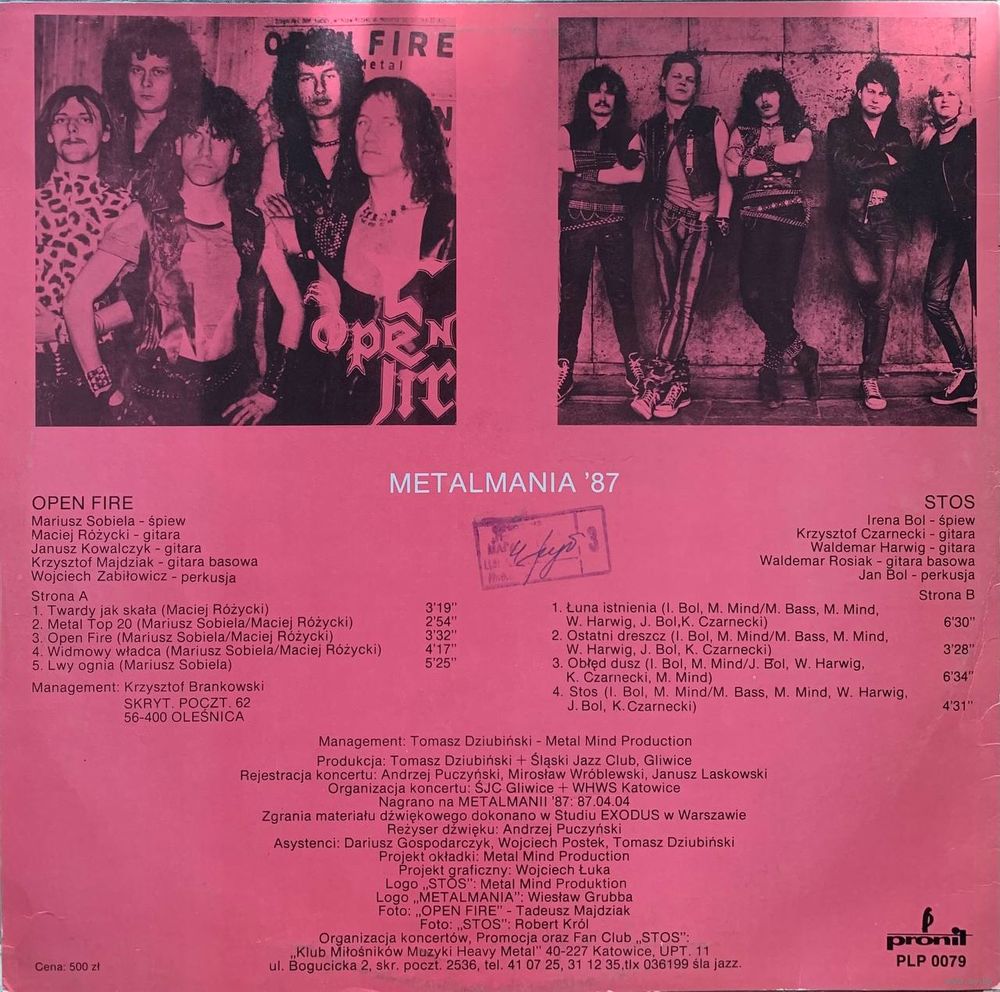 OPEN FIRE
Metal
Open
Fire
METALMANIA '87
OPEN FIRE
Mariusz Sobiela - śpiew
Maciej Różycki - gitara
Janusz Kowalczyk - gitara
Krzysztof Majdziak - gitara basowa
Wojciech Zabiłowicz - perkusja
STOS
Irena Bol - śpiew
Krzysztof Czarnecki - gitara
Waldemar Harwig - gitara
Waldemar Rosiak - gitara basowa
Jan Bol - perkusja
Strona A
1. Twardy jak skała (Maciej Różycki) 3'19"
2. Metal Top 20 (Mariusz Sobiela/Maciej Różycki) 2'54"
3. Open Fire (Mariusz Sobiela/Maciej Różycki) 3'32"
4. Widmowy władca (Mariusz Sobiela/Maciej Różycki) 4'17"
5. Lwy ognia (Mariusz Sobiela) 5'25"
Management: Krzysztof Brankowski
SKRYT. POCZT. 62
56-400 OLEŚNICA
Strona B
1. Łuna istnienia (I. Bol, M. Mind/M. Bass, M. Mind,
W. Harwig, J. Bol,K. Czarnecki) 6'30"
2. Ostatni dreszcz (I. Bol, M. Mind/M. Bass, M. Mind,
W. Harwig, J. Bol, K. Czarnecki) 3'28"
3. Obłęd dusz (I. Bol, M. Mind/J. Bol, W. Harwig,
K. Czarnecki, M. Mind) 6'34"
4. Stos (I. Bol, M. Mind/M. Bass, M. Mind, W. Harwig,
J. Bol, K. Czarnecki) 4'31"
Management: Tomasz Dziubiński - Metal Mind Production
Produkcja: Tomasz Dziubiński + Śląski Jazz Club, Gliwice
Rejestracja koncertu: Andrzej Puczyński, Mirosław Wróblewski, Janusz Laskowski
Organizacja koncertu: ŚJC Gliwice + WHWS Katowice
Nagrano na METALMANII '87: 87.04.04
Zgrania materiału dźwiękowego dokonano w Studiu EXODUS w Warszawie
Reżyser dźwięku: Andrzej Puczyński
Asystenci: Dariusz Gospodarczyk, Wojciech Postek, Tomasz Dziubiński
Projekt okładki: Metal Mind Production
Projekt graficzny: Wojciech Łuka
Logo „STOS”: Metal Mind Produktion
Logo „METALMANIA”: Wiesław Grubba
Foto: „OPEN FIRE” - Tadeusz Majdziak
Foto: „STOS”: Robert Król
Organizacja koncertów, Promocja oraz Fan Club „STOS”:
„Klub Miłośników Muzyki Heavy Metal” 40-227 Katowice, UPT. 11
ul. Bogucicka 2, skr. poczt. 2536, tel. 41 07 25, 31 12 35,tlx 036199 śla jazz.
Cena: 500 zł
pronit
PLP 0079